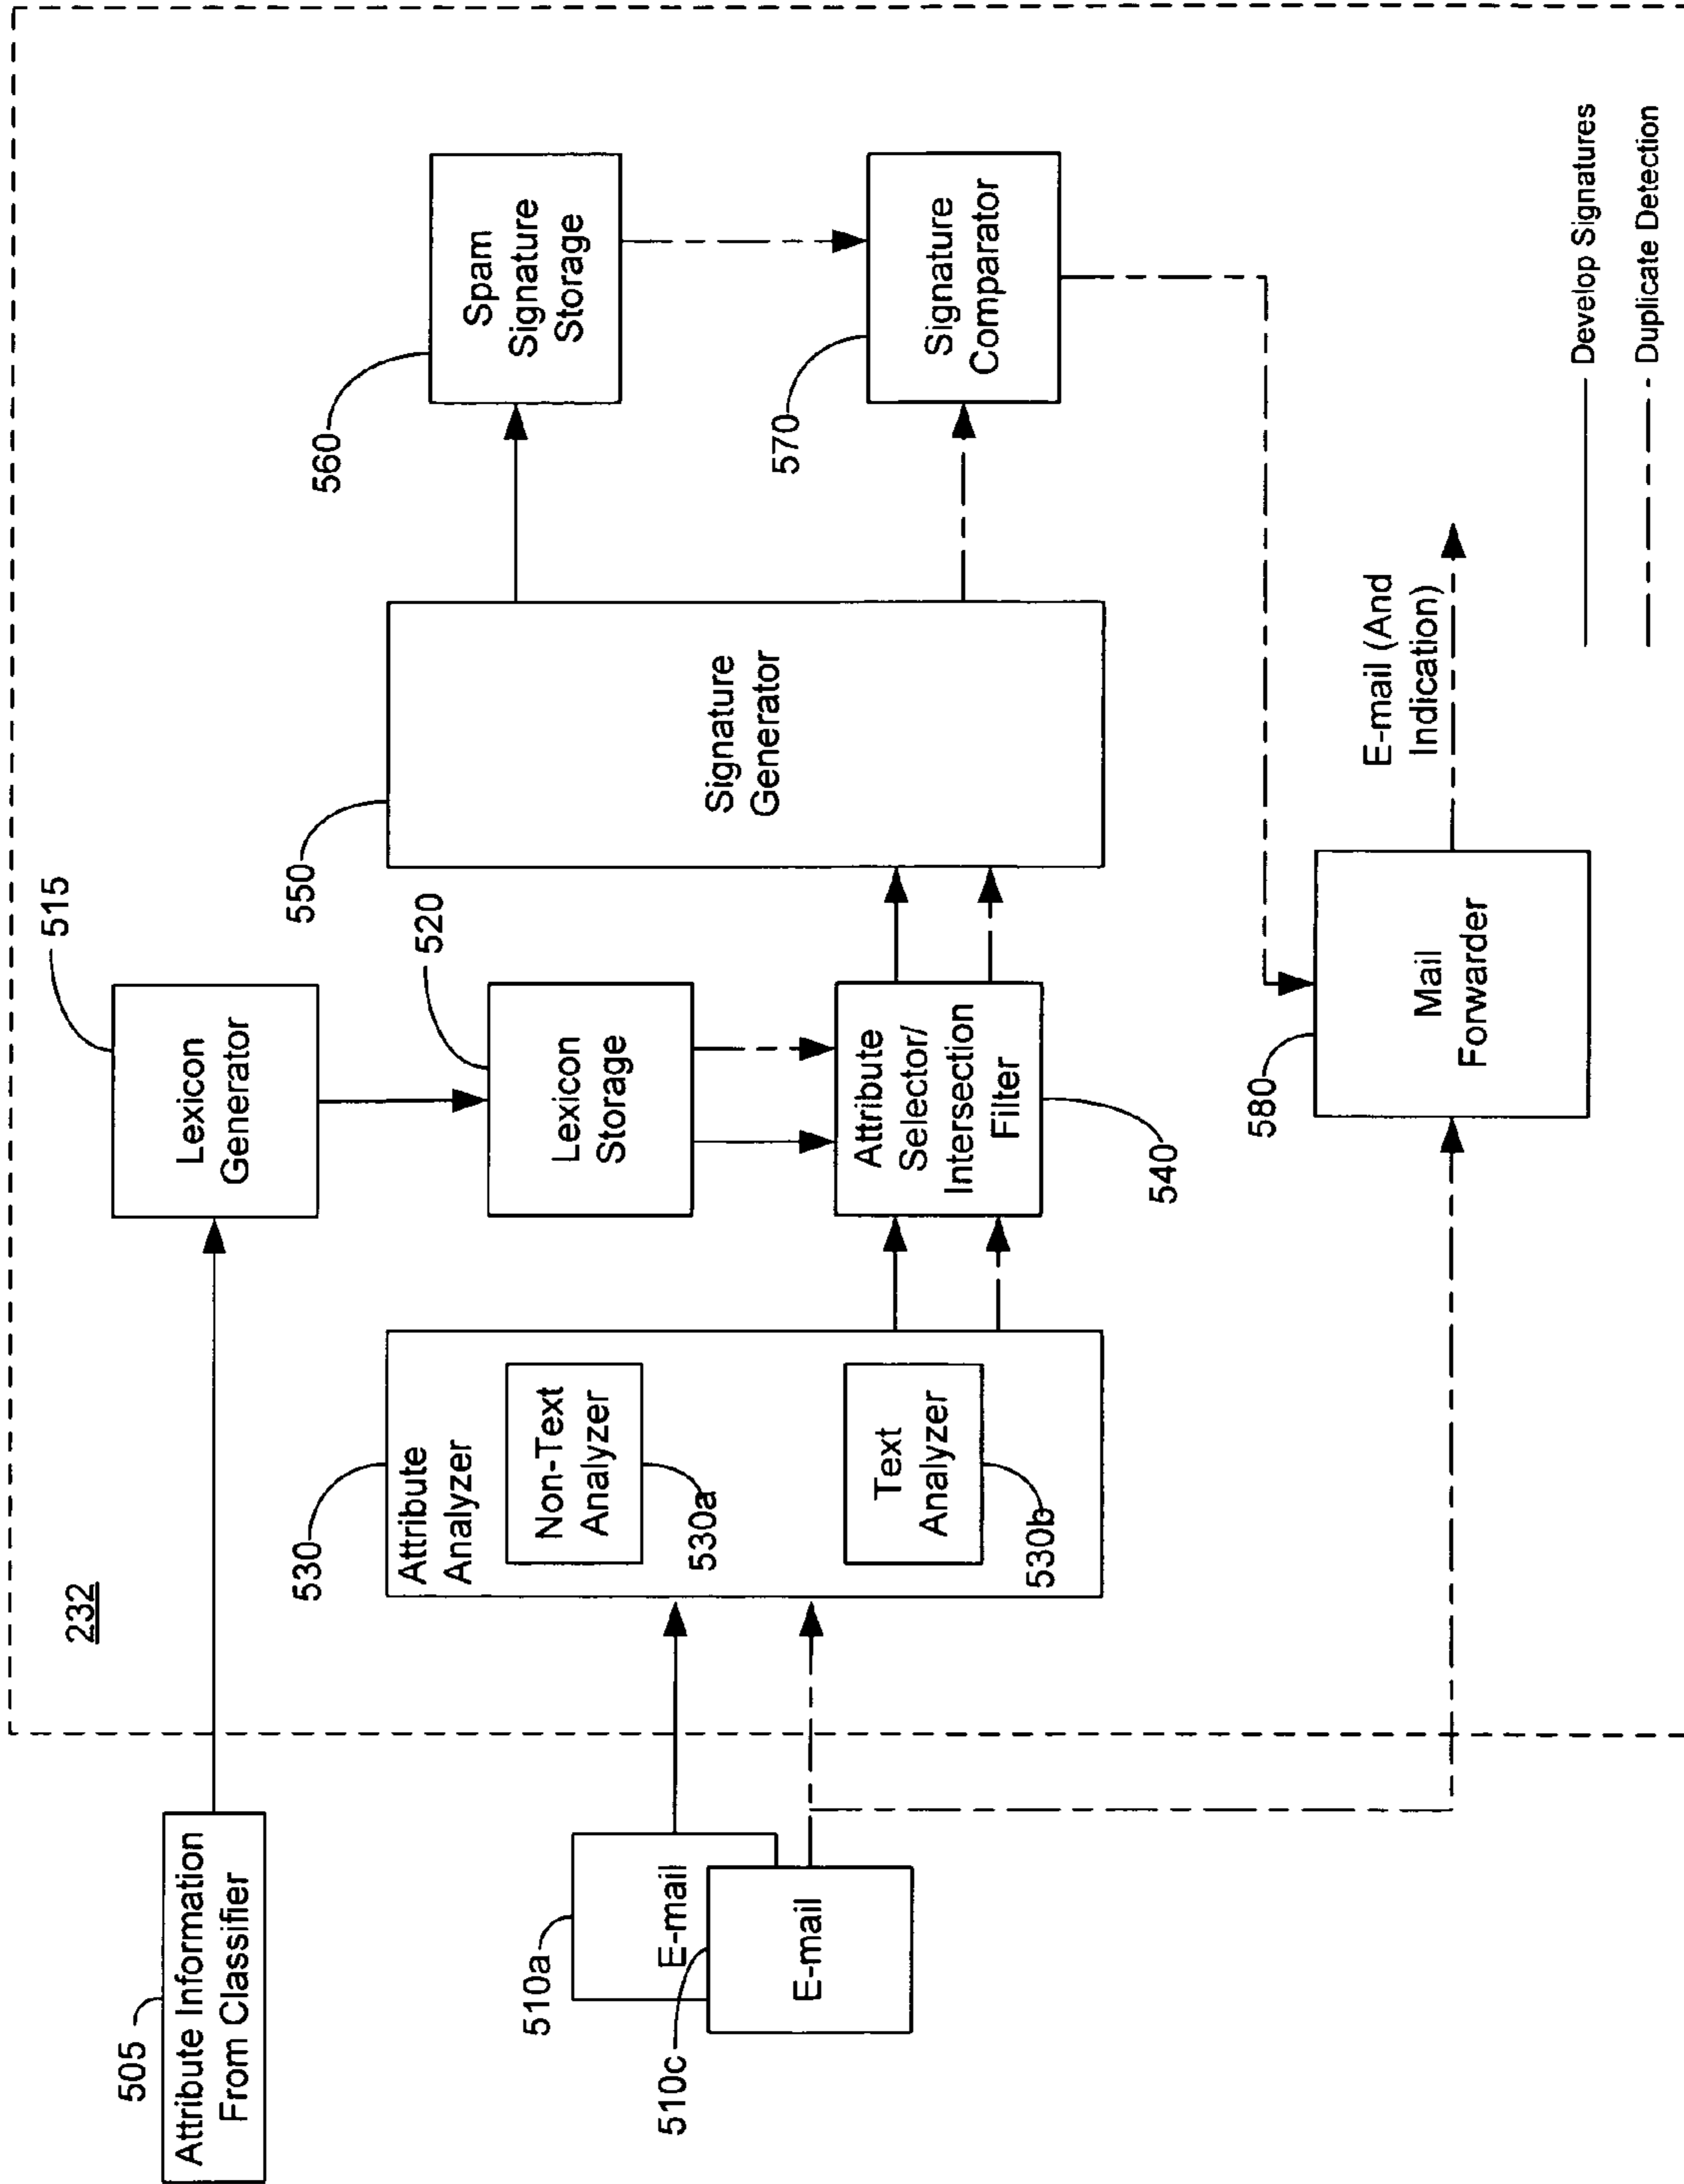 505
Attribute Information
From Classifier
232
515
Lexicon
Generator
510a
E-mail
510c
E-mail
530
Attribute
Analyzer
Non-Text
Analyzer
530a
Text
Analyzer
530b
520
Lexicon
Storage
Attribute
Selector/
Intersection
Filter
540
550
Signature
Generator
560
Spam
Signature
Storage
570
Signature
Comparator
580
Mail
Forwarder
E-mail (And
Indication)
Develop Signatures
Duplicate Detection